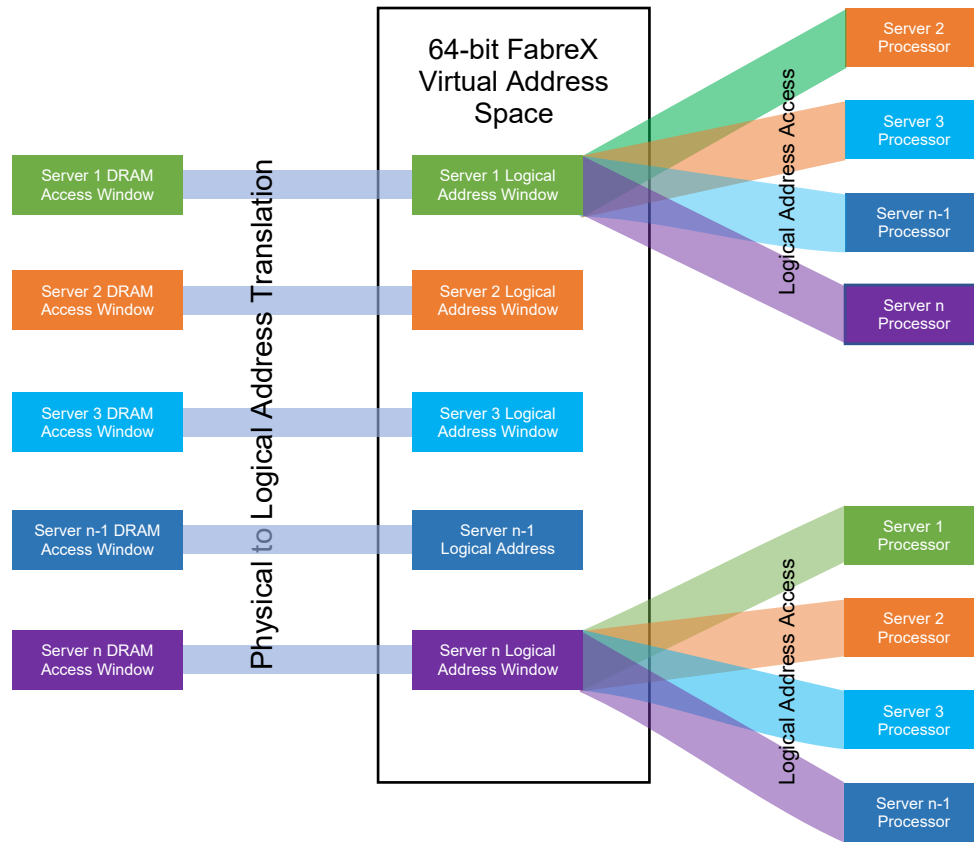 64-bit FabreX
Virtual Address
Space
Server 1 DRAM
Access Window
Server 2 DRAM
Access Window
Server 3 DRAM
Access Window
Server n-1 DRAM
Access Window
Server n DRAM
Access Window
Physical to Logical Address Translation
Server 1 Logical
Address Window
Server 2 Logical
Address Window
Server 3 Logical
Address Window
Server n-1
Logical Address
Server n Logical
Address Window
Logical Address Access
Server 2
Processor
Server 3
Processor
Server n-1
Processor
Server n
Processor
Logical Address Access
Server 1
Processor
Server 2
Processor
Server 3
Processor
Server n-1
Processor